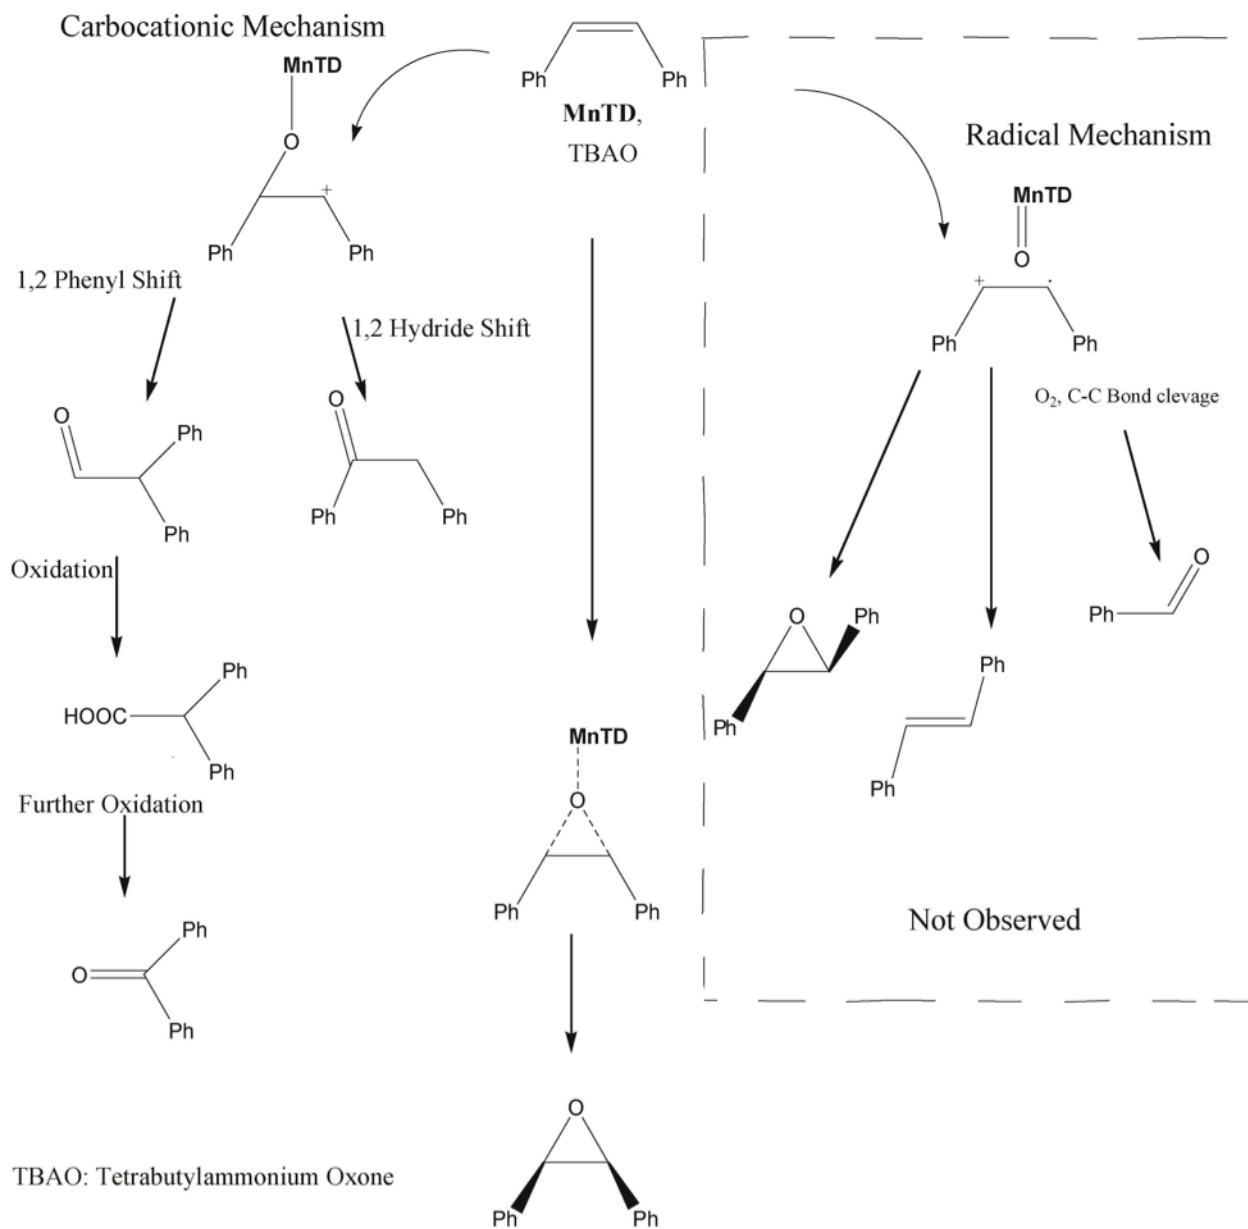 Carbocationic Mechanism
MnTD
O
+
Ph
Ph
Ph
Ph
MnTD,
TBAO
Radical Mechanism
MnTD
O
+
.
Ph
Ph
1,2 Phenyl Shift
1,2 Hydride Shift
O
Ph
Ph
O
Ph
Ph
O2, C-C Bond clevage
Oxidation
O
Ph
O
Ph
Ph
Ph
Ph
HOOC
Ph
Ph
Further Oxidation
MnTD
O
Ph
Ph
Not Observed
Ph
O
Ph
O
Ph
Ph
TBAO: Tetrabutylammonium Oxone